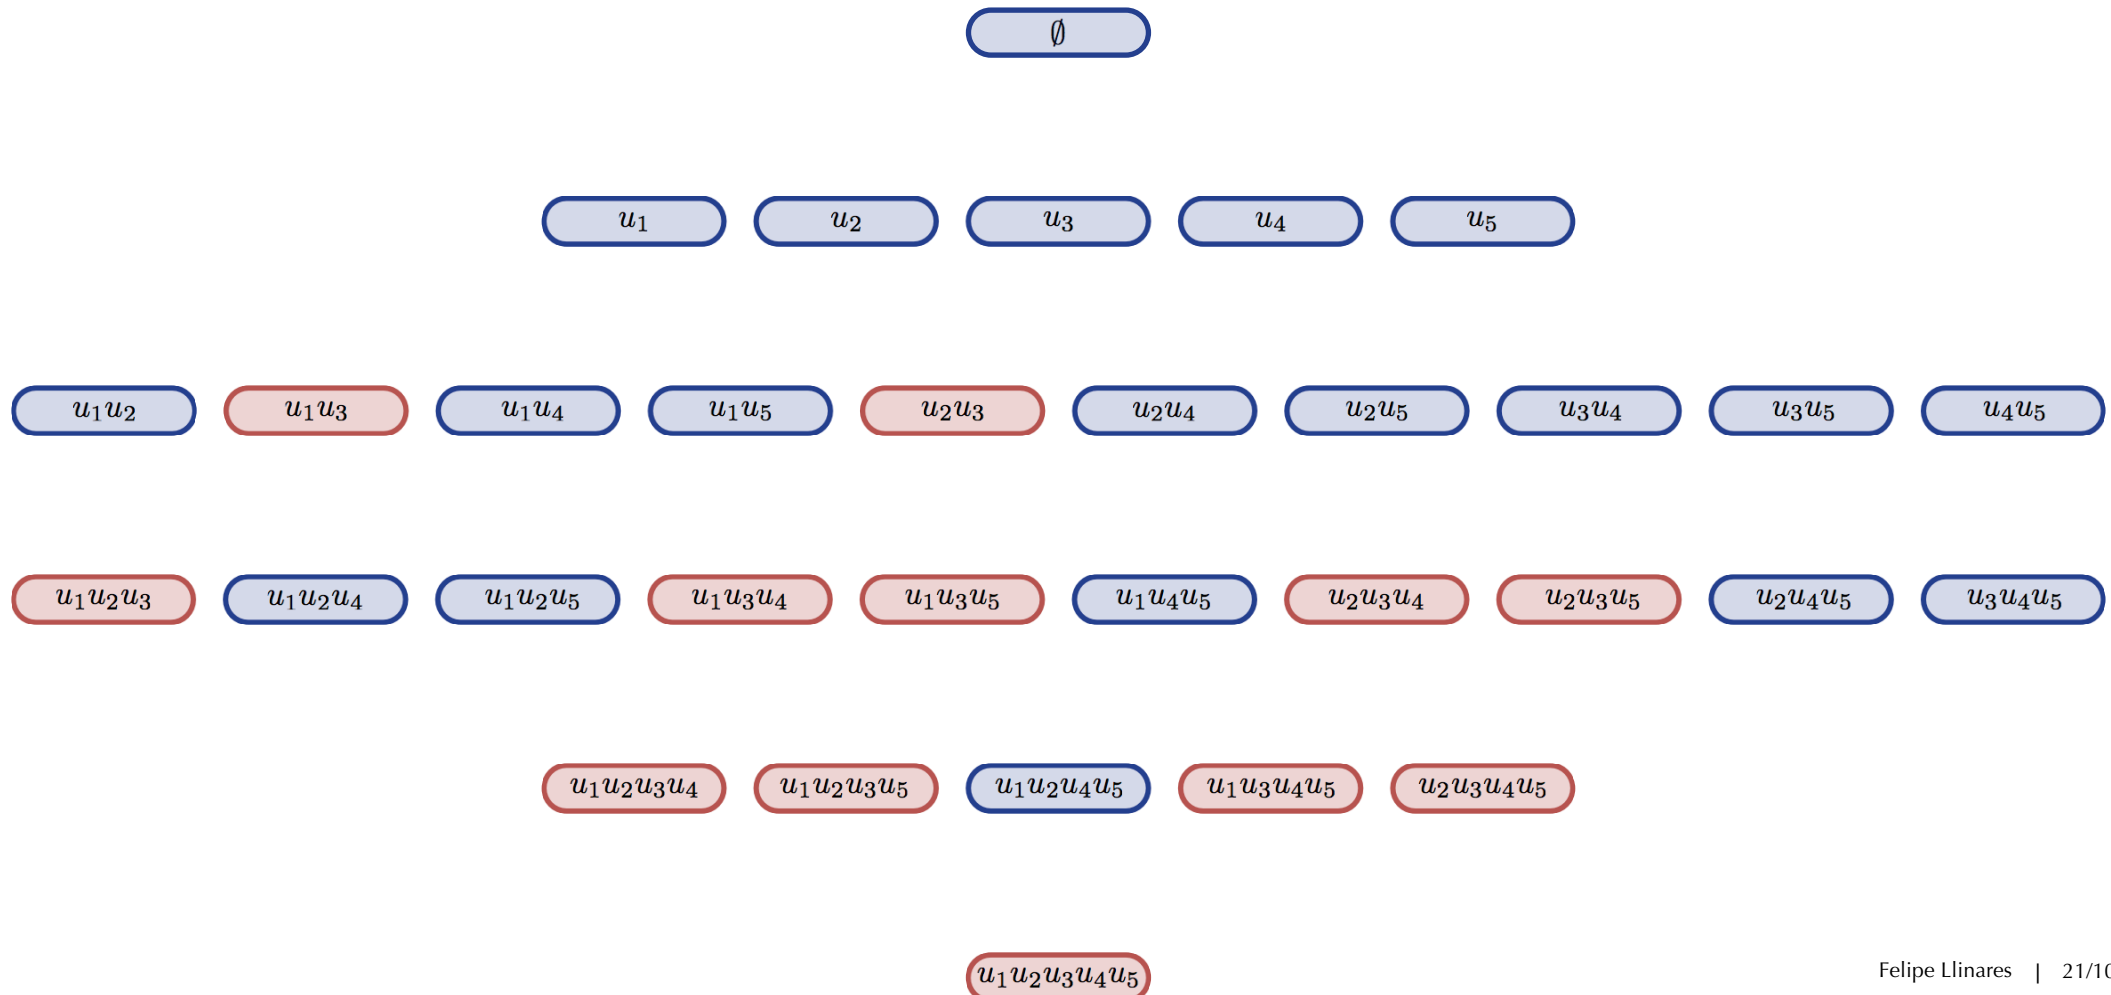 ∅
u₁ u₂ u₃ u₄ u₅
u₁u₂ u₁u₃ u₁u₄ u₁u₅ u₂u₃ u₂u₄ u₂u₅ u₃u₄ u₃u₅ u₄u₅
u₁u₂u₃ u₁u₂u₄ u₁u₂u₅ u₁u₃u₄ u₁u₃u₅ u₁u₄u₅ u₂u₃u₄ u₂u₃u₅ u₂u₄u₅ u₃u₄u₅
u₁u₂u₃u₄ u₁u₂u₃u₅ u₁u₂u₄u₅ u₁u₃u₄u₅ u₂u₃u₄u₅
u₁u₂u₃u₄u₅
Felipe Llinares | 21/10